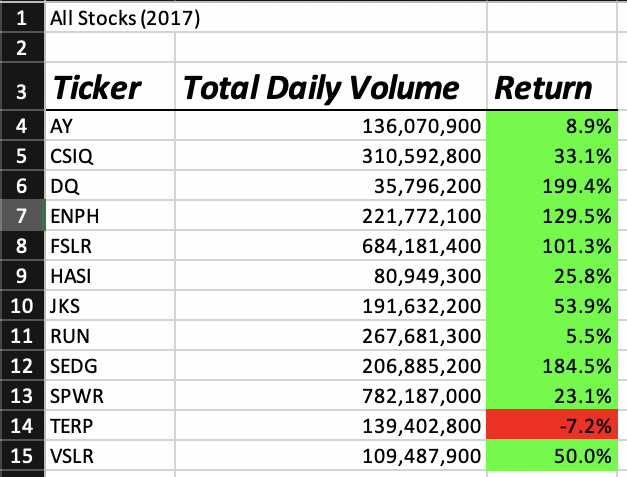 1 All Stocks (2017)
2
3 Ticker Total Daily Volume Return
4 AY 136,070,900 8.9%
5 CSIQ 310,592,800 33.1%
6 DQ 35,796,200 199.4%
7 ENPH 221,772,100 129.5%
8 FSLR 684,181,400 101.3%
9 HASI 80,949,300 25.8%
10 JKS 191,632,200 53.9%
11 RUN 267,681,300 5.5%
12 SEDG 206,885,200 184.5%
13 SPWR 782,187,000 23.1%
14 TERP 139,402,800 -7.2%
15 VSLR 109,487,900 50.0%